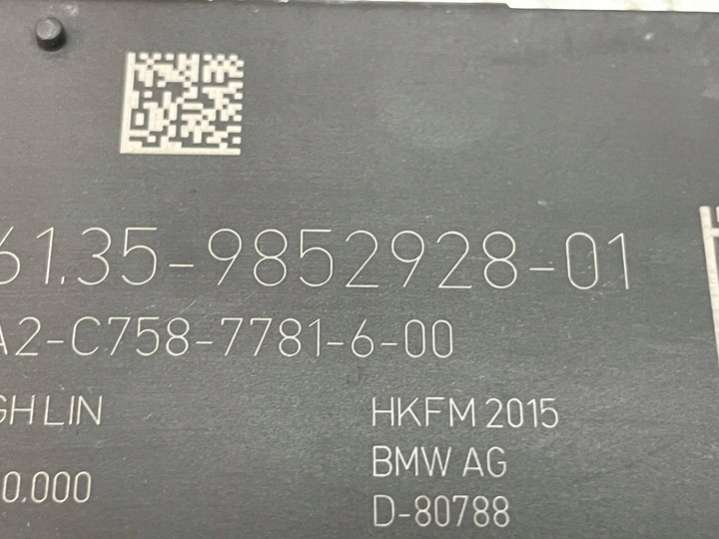 61.35-9852928-01
A2-C758-7781-6-00
GH LIN
HKFM 2015
0.000
BMW AG
D-80788